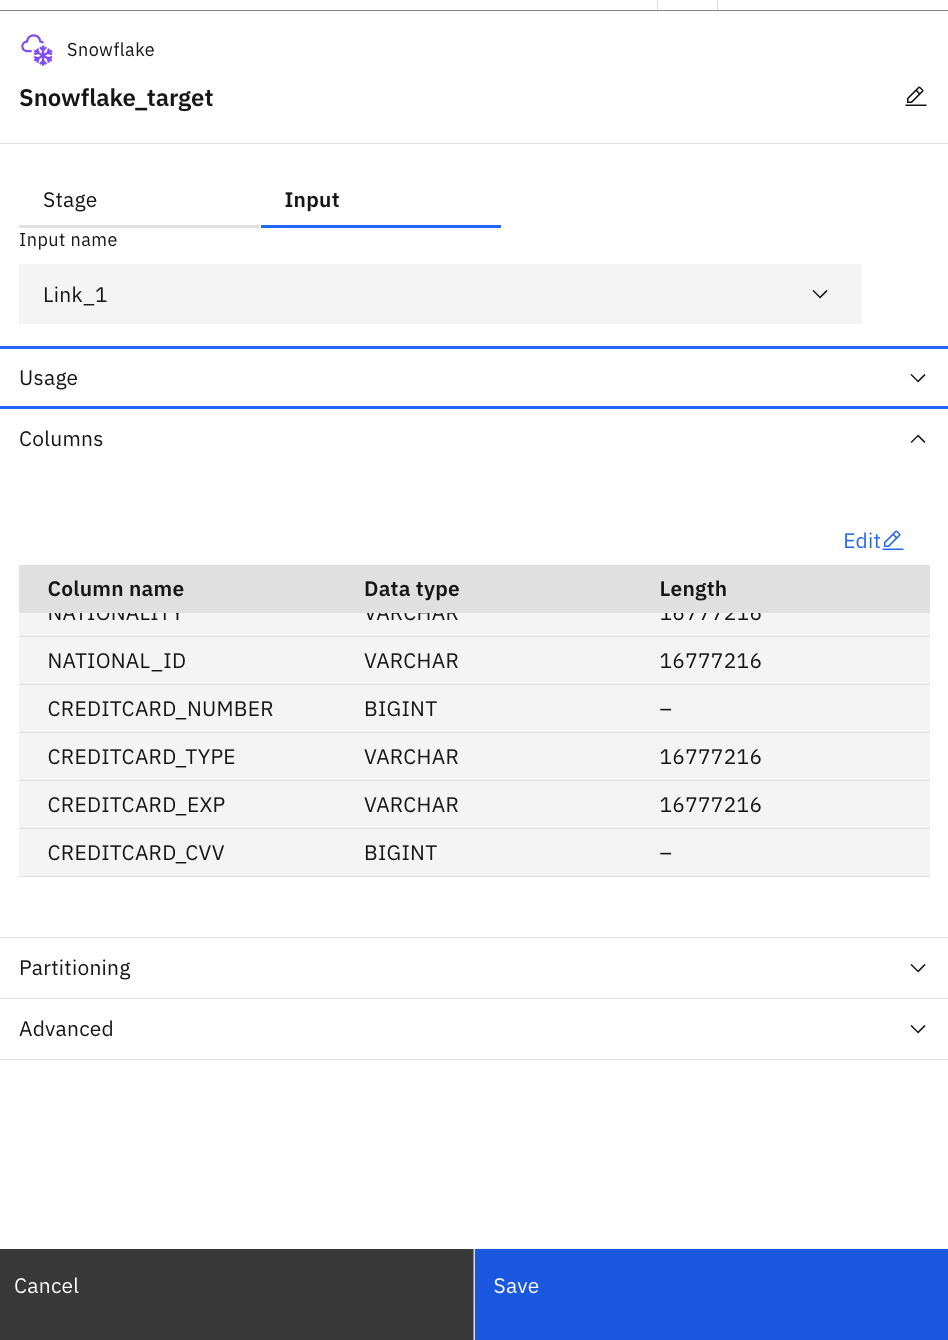 Snowflake
Snowflake_target
Stage Input
Input name
Link_1
Usage
Columns
Edit
Column name Data type Length
NATIONALITY VARCHAR 16777216
NATIONAL_ID VARCHAR 16777216
CREDITCARD_NUMBER BIGINT –
CREDITCARD_TYPE VARCHAR 16777216
CREDITCARD_EXP VARCHAR 16777216
CREDITCARD_CVV BIGINT –
Partitioning
Advanced
Cancel Save